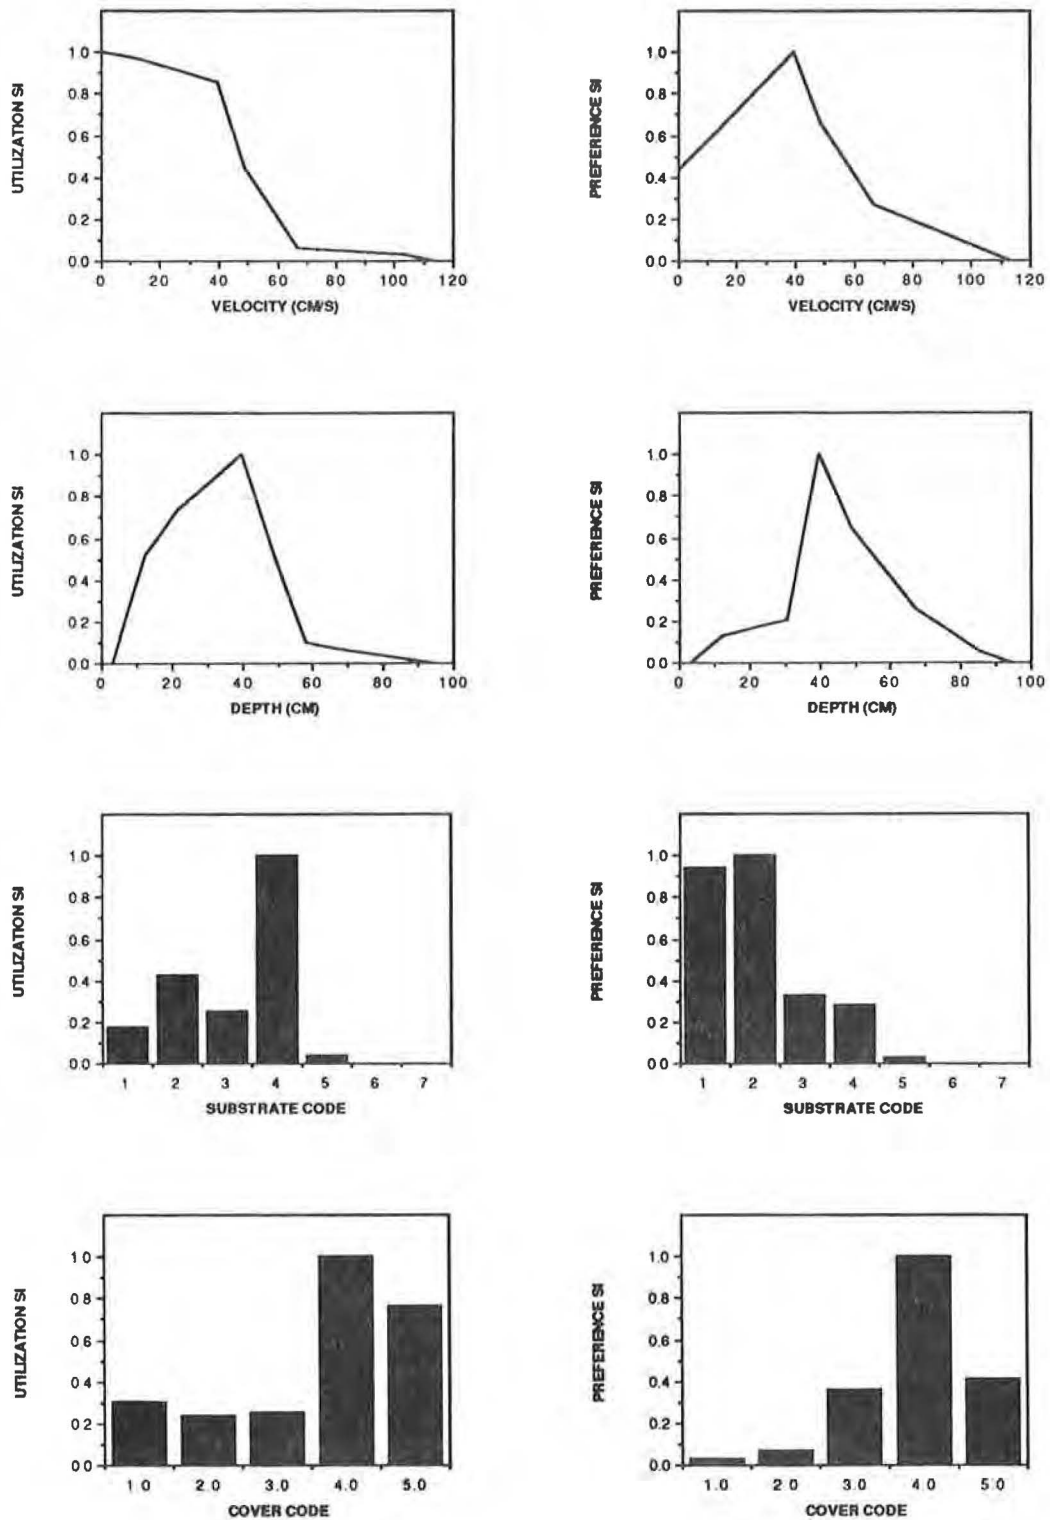 UTILIZATION SI
1.0
0.8
0.6
0.4
0.2
0.0
0 20 40 60 80 100 120
VELOCITY (CM/S)
PREFERENCE SI
1.0
0.8
0.6
0.4
0.2
0.0
0 20 40 60 80 100 120
VELOCITY (CM/S)
UTILIZATION SI
1.0
0.8
0.6
0.4
0.2
0.0
0 20 40 60 80 100
DEPTH (CM)
PREFERENCE SI
1.0
0.8
0.6
0.4
0.2
0.0
0 20 40 60 80 100
DEPTH (CM)
UTILIZATION SI
1.0
0.8
0.6
0.4
0.2
0.0
1 2 3 4 5 6 7
SUBSTRATE CODE
PREFERENCE SI
1.0
0.8
0.6
0.4
0.2
0.0
1 2 3 4 5 6 7
SUBSTRATE CODE
UTILIZATION SI
1.0
0.8
0.6
0.4
0.2
0.0
1.0 2.0 3.0 4.0 5.0
COVER CODE
PREFERENCE SI
1.0
0.8
0.6
0.4
0.2
0.0
1.0 2.0 3.0 4.0 5.0
COVER CODE